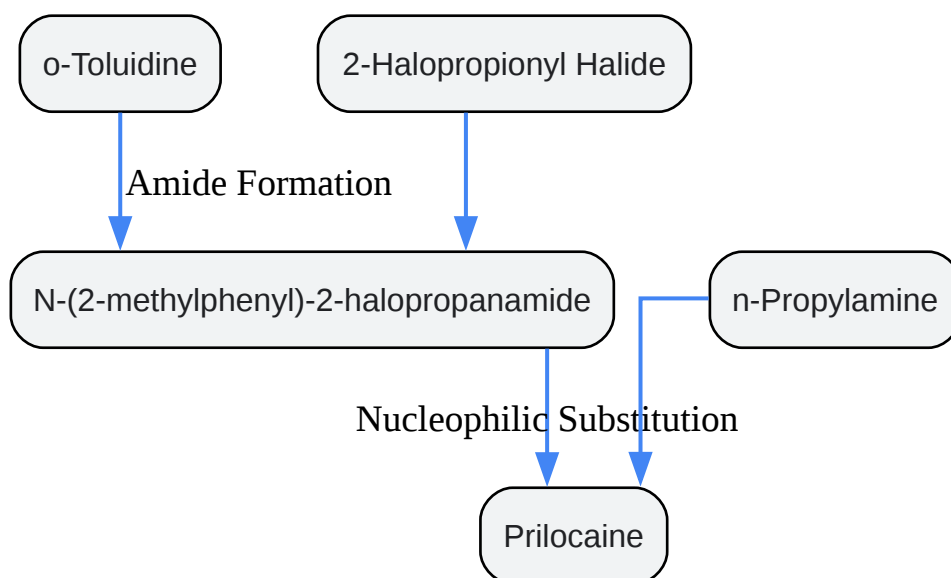 o-Toluidine
2-Halopropionyl Halide
Amide Formation
N-(2-methylphenyl)-2-halopropanamide
n-Propylamine
Nucleophilic Substitution
Prilocaine